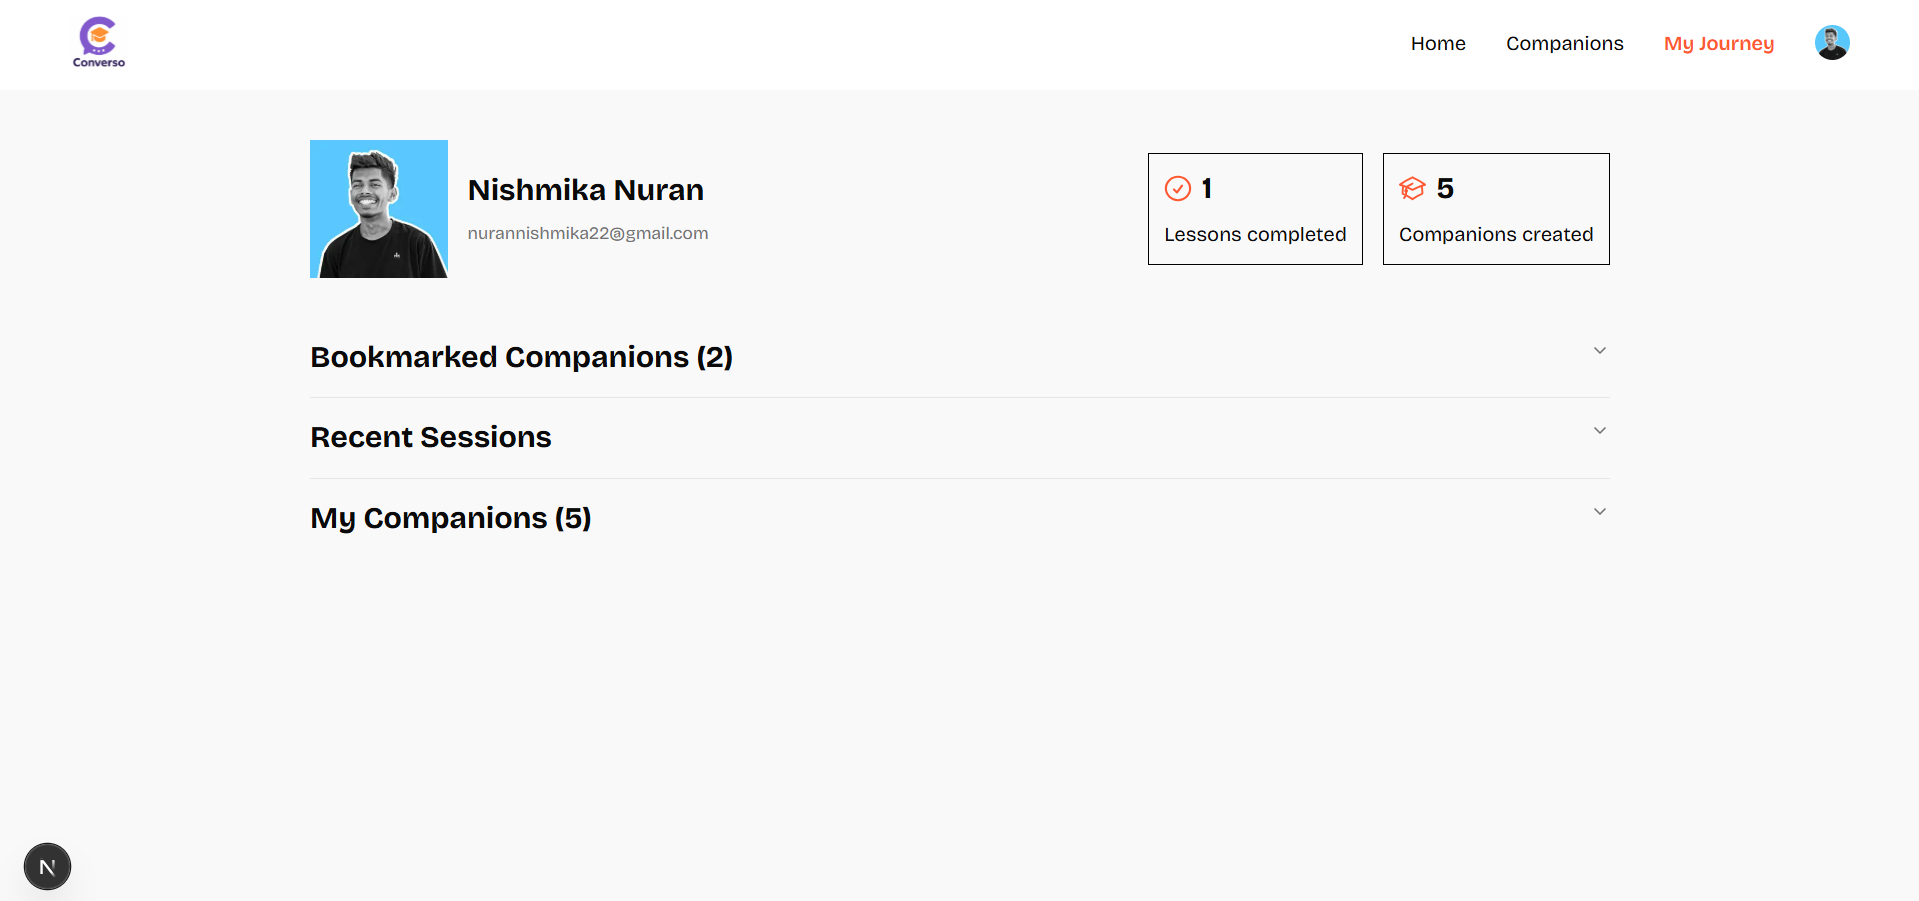 Converso
Home
Companions
My Journey
Nishmika Nuran
nurannishmika22@gmail.com
1
Lessons completed
5
Companions created
Bookmarked Companions (2)
Recent Sessions
My Companions (5)
N